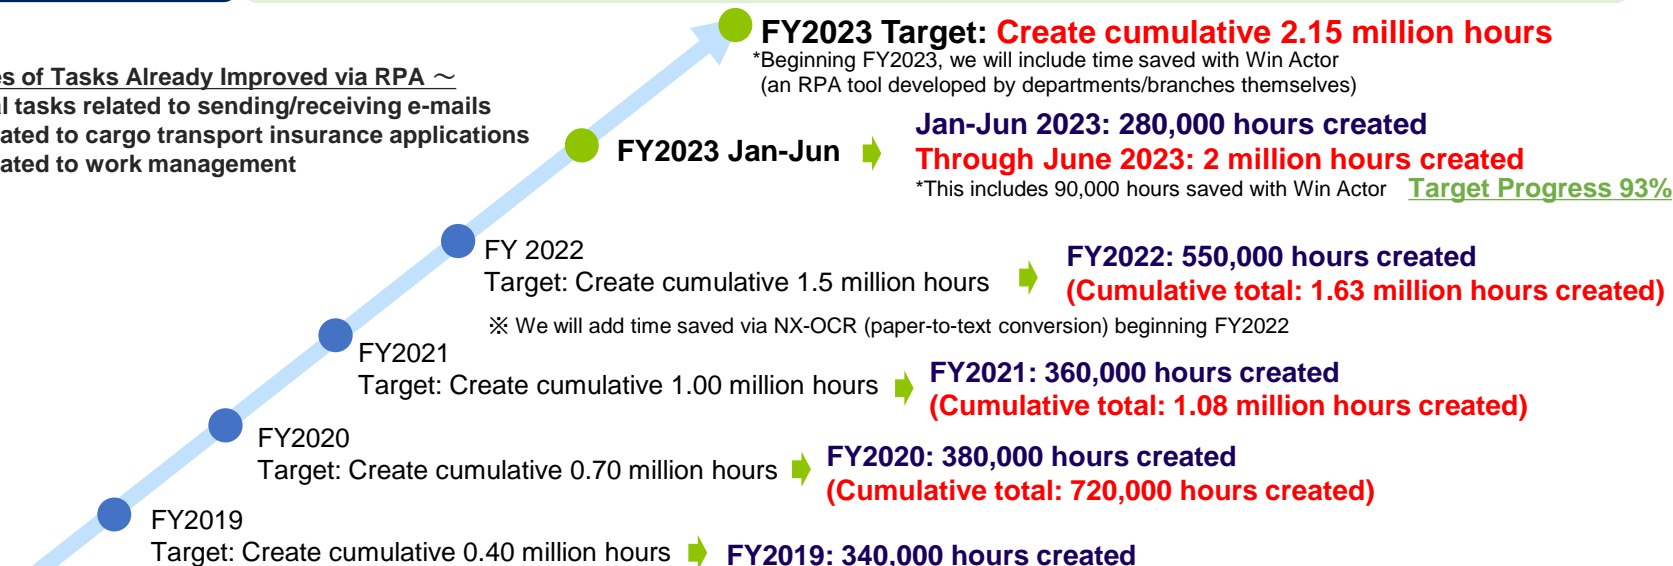 FY2023 Target: Create cumulative 2.15 million hours
*Beginning FY2023, we will include time saved with Win Actor
(an RPA tool developed by departments/branches themselves)
es of Tasks Already Improved via RPA ～
al tasks related to sending/receiving e-mails
ated to cargo transport insurance applications
ated to work management
FY2023 Jan-Jun
Jan-Jun 2023: 280,000 hours created
Through June 2023: 2 million hours created
*This includes 90,000 hours saved with Win Actor Target Progress 93%
FY 2022
Target: Create cumulative 1.5 million hours
FY2022: 550,000 hours created
(Cumulative total: 1.63 million hours created)
※ We will add time saved via NX-OCR (paper-to-text conversion) beginning FY2022
FY2021
Target: Create cumulative 1.00 million hours
FY2021: 360,000 hours created
(Cumulative total: 1.08 million hours created)
FY2020
Target: Create cumulative 0.70 million hours
FY2020: 380,000 hours created
(Cumulative total: 720,000 hours created)
FY2019
Target: Create cumulative 0.40 million hours
FY2019: 340,000 hours created